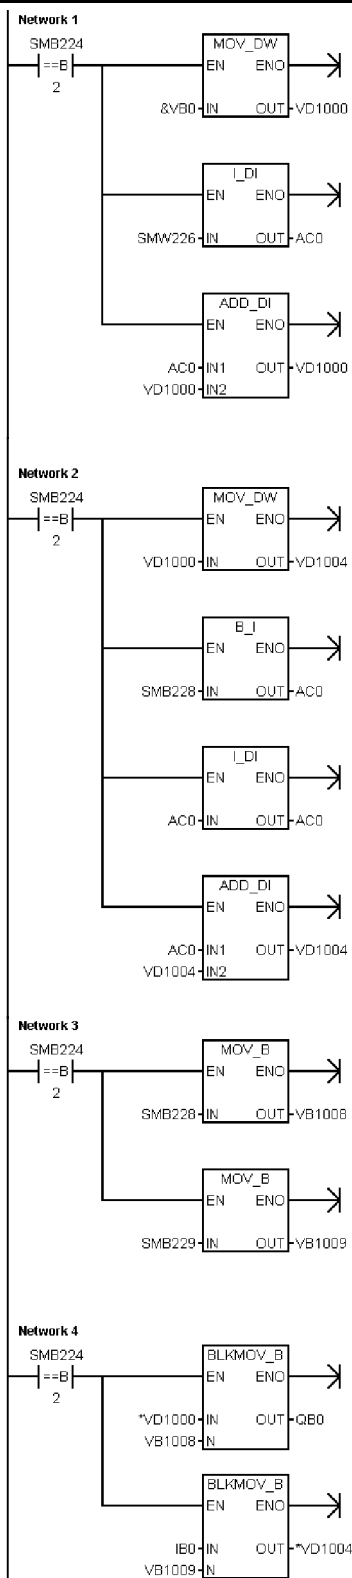 Network 1
SMB224
==B
2
MOV_DW
EN ENO
&VB0 IN OUT VD1000
I_DI
EN ENO
SMW226 IN OUT AC0
ADD_DI
EN ENO
AC0 IN1 OUT VD1000
VD1000 IN2
Network 2
SMB224
==B
2
MOV_DW
EN ENO
VD1000 IN OUT VD1004
B_I
EN ENO
SMB228 IN OUT AC0
I_DI
EN ENO
AC0 IN OUT AC0
ADD_DI
EN ENO
AC0 IN1 OUT VD1004
VD1004 IN2
Network 3
SMB224
==B
2
MOV_B
EN ENO
SMB228 IN OUT VB1008
MOV_B
EN ENO
SMB229 IN OUT VB1009
Network 4
SMB224
==B
2
BLKMOV_B
EN ENO
*VD1000 IN OUT QB0
VB1008 N
BLKMOV_B
EN ENO
IB0 IN OUT *VD1004
VB1009 N